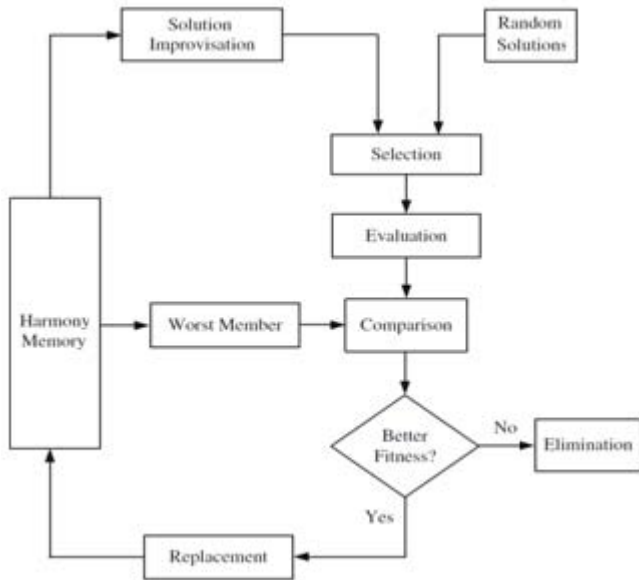 Solution
Improvisation
Random
Solutions
Selection
Evaluation
Harmony
Memory
Worst Member
Comparison
Better
Fitness?
No
Elimination
Yes
Replacement